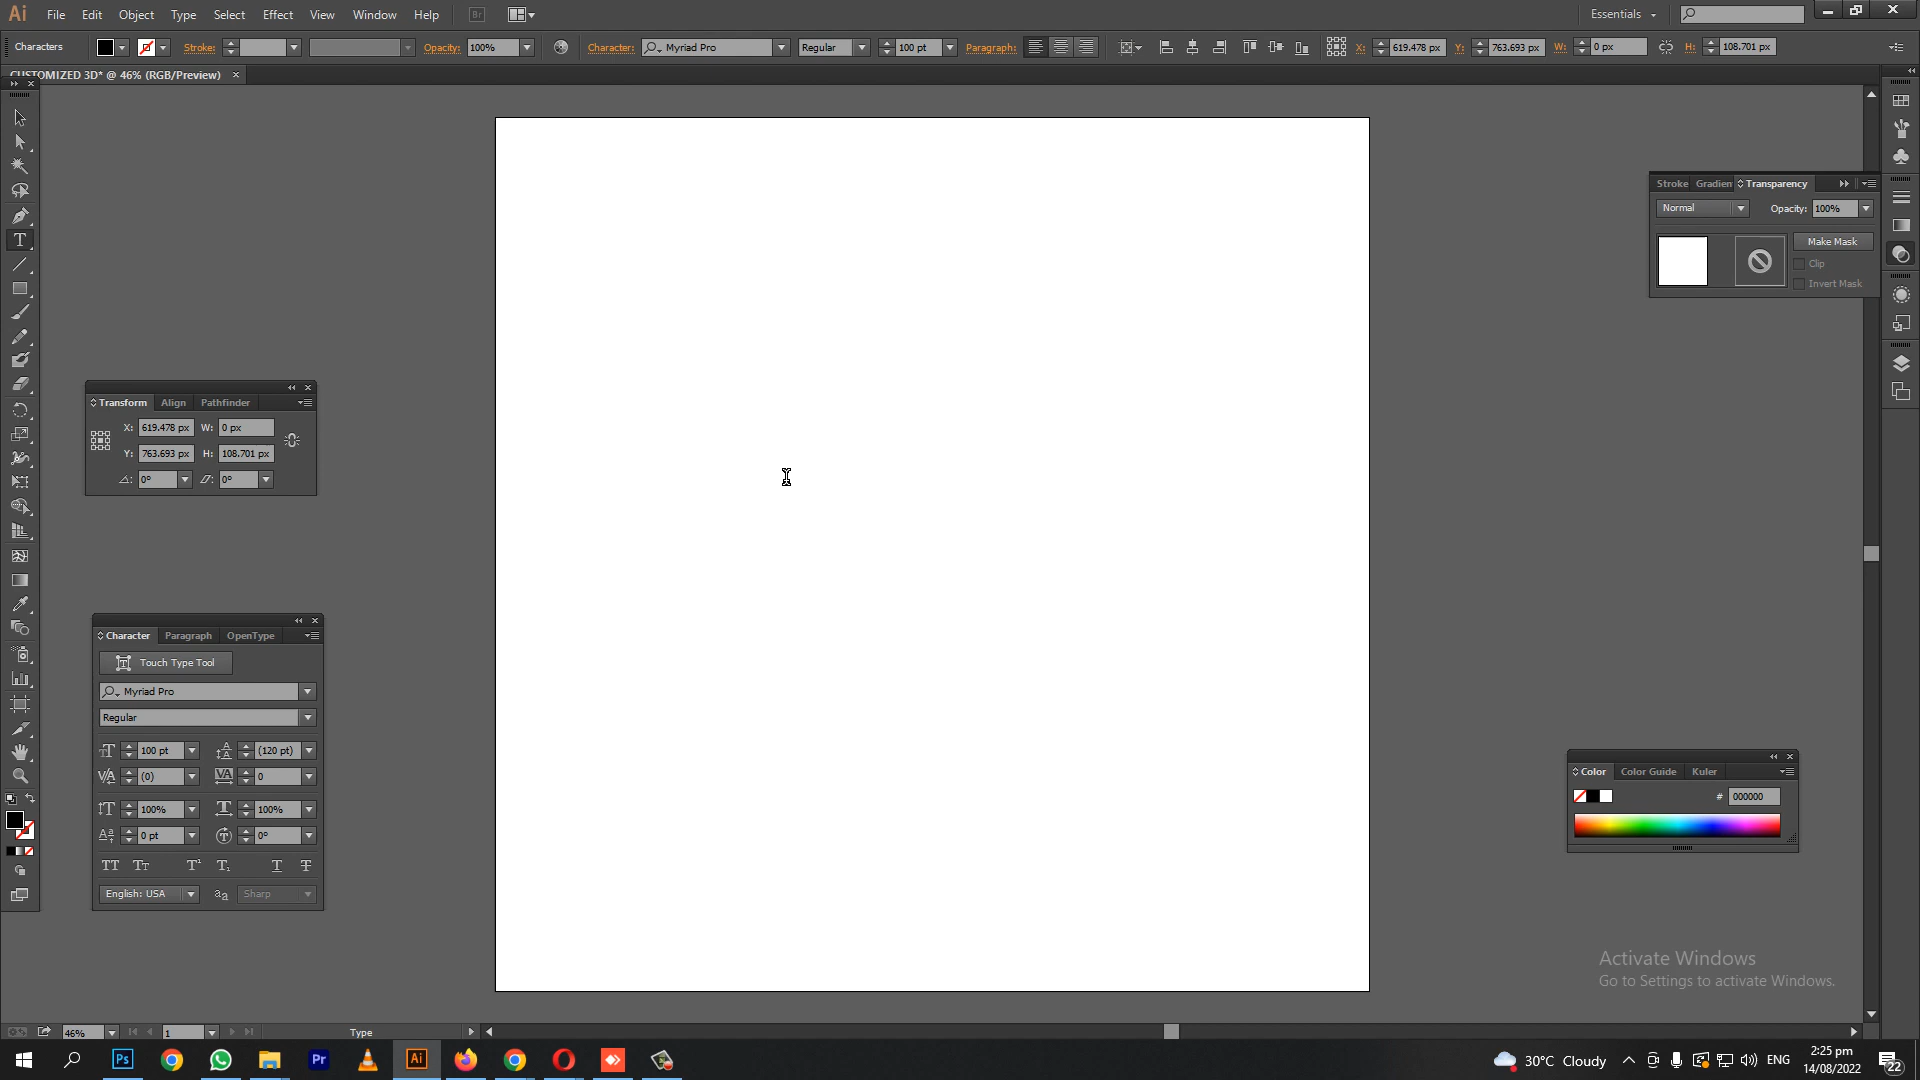 Ai File Edit Object Type Select Effect View Window Help Br Essentials
Characters Stroke: Opacity: 100% Character: Myriad Pro Regular 100 pt Paragraph: X: 619.478 px Y: 763.693 px W: 0 px H: 108.701 px
CUSTOMIZED 3D* @ 46% (RGB/Preview)
Stroke Gradien Transparency
Normal Opacity: 100%
Make Mask
Clip
Invert Mask
Transform Align Pathfinder
X: 619.478 px W: 0 px
Y: 763.693 px H: 108.701 px
0° 0°
Character Paragraph OpenType
Touch Type Tool
Myriad Pro
Regular
100 pt (120 pt)
(0) 0
100% 100%
0 pt 0°
English: USA Sharp
Color Color Guide Kuler
# 000000
Activate Windows
Go to Settings to activate Windows.
46% 1 Type
Ps Pr Ai 30°C Cloudy ENG 2:25 pm
14/08/2022 22